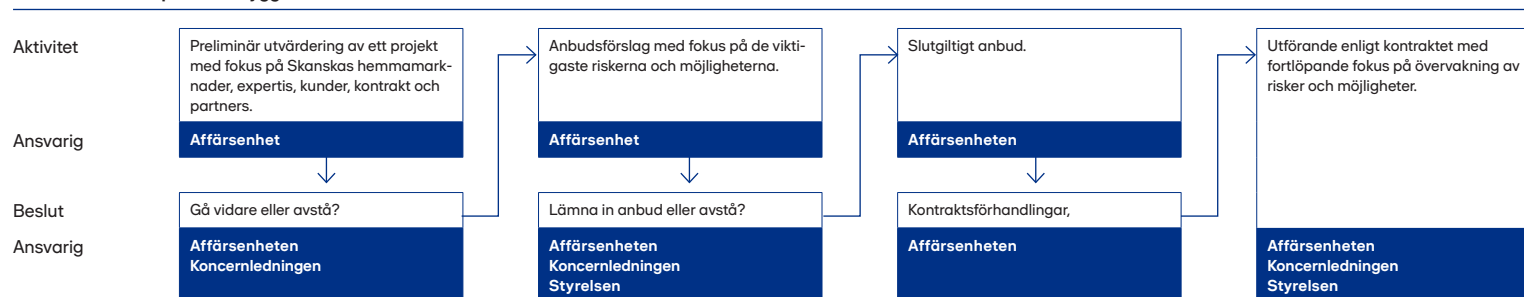 Aktivitet
Preliminär utvärdering av ett projekt
med fokus på Skanskas hemmamark-
nader, expertis, kunder, kontrakt och
partners.
Anbudsförslag med fokus på de vikti-
gaste riskerna och möjligheterna.
Slutgiltigt anbud.
Utförande enligt kontraktet med
fortlöpande fokus på övervakning av
risker och möjligheter.
Ansvarig
Affärsenhet
Affärsenhet
Affärsenheten
Beslut
Gå vidare eller avstå?
Lämna in anbud eller avstå?
Kontraktsförhandlingar,
Ansvarig
Affärsenheten
Koncernledningen
Affärsenheten
Koncernledningen
Styrelsen
Affärsenheten
Affärsenheten
Koncernledningen
Styrelsen